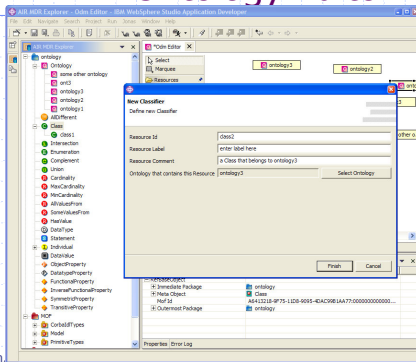 *Odm Editor - IBM WebSphere Studio Application Developer
File Edit Navigate Search Project Run Jones Window Help
AIR MDR Explorer
*Odm Editor
ontology
Ontology
some other ontology
ont3
ontology3
ontology2
ontology1
AllDifferent
Class
class1
Intersection
Enumeration
Complement
Union
Cardinality
MaxCardinality
MinCardinality
AllValuesFrom
SomeValuesFrom
HasValue
DataType
Statement
Individual
DataValue
ObjectProperty
DatatypeProperty
FunctionalProperty
InverseFunctionalProperty
SymmetricProperty
TransitiveProperty
MOF
CorbaIdlTypes
Model
PrimitiveTypes
Select
Marquee
Resources
ontology3
ontology2
New Classifier
Define new Classifier
Resource Id
class2
Resource Label
enter label here
Resource Comment
a Class that belongs to ontology3
Ontology that contains this Resource
ontology3
Select Ontology
Finish
Cancel
Immediate Package
ontology
Meta Object
Class
Mof Id
Outermost Package
ontology
Properties
Error Log